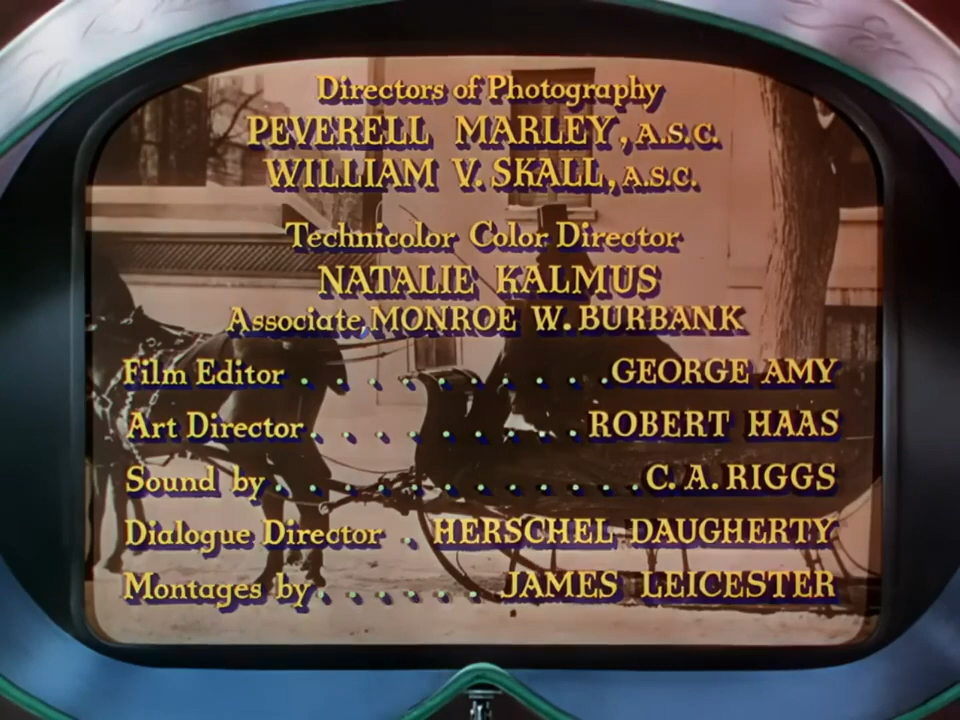 Directors of Photography
PEVERELL MARLEY, A.S.C.
WILLIAM V. SKALL, A.S.C.
Technicolor Color Director
NATALIE KALMUS
Associate, MONROE W. BURBANK
Film Editor . . . . . . . . . . GEORGE AMY
Art Director . . . . . . . . . ROBERT HAAS
Sound by . . . . . . . . . . . . C. A. RIGGS
Dialogue Director . HERSCHEL DAUGHERTY
Montages by . . . . . . JAMES LEICESTER